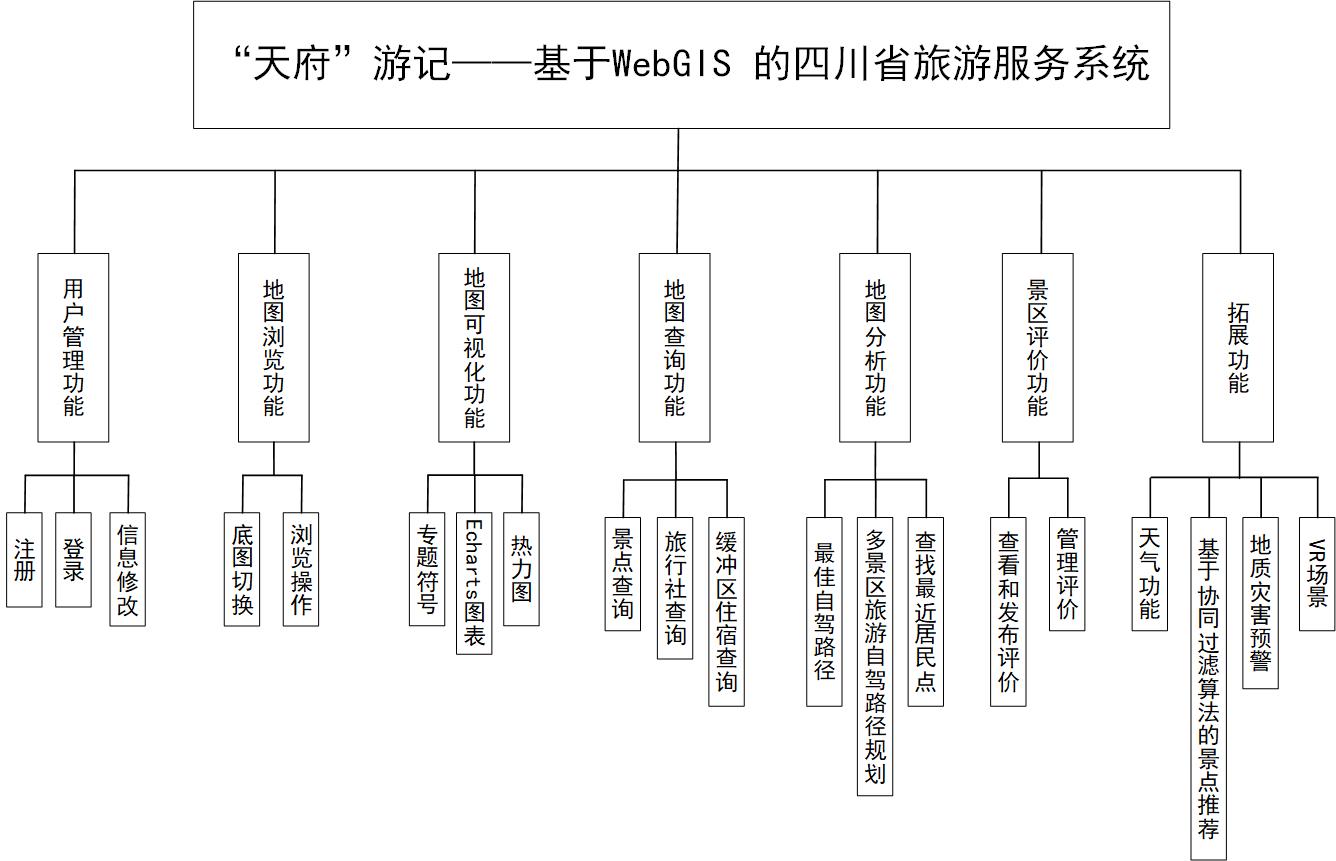 “天府”游记——基于WebGIS 的四川省旅游服务系统
用户管理功能
地图浏览功能
地图可视化功能
地图查询功能
地图分析功能
景区评价功能
拓展功能
注册
登录
信息修改
底图切换
浏览操作
专题符号
Echarts图表
热力图
景点查询
旅行社查询
缓冲区住宿查询
最佳自驾路径
多景区旅游自驾路径规划
查找最近居民点
查看和发布评价
管理评价
天气功能
基于协同过滤算法的景点推荐
地质灾害预警
VR场景